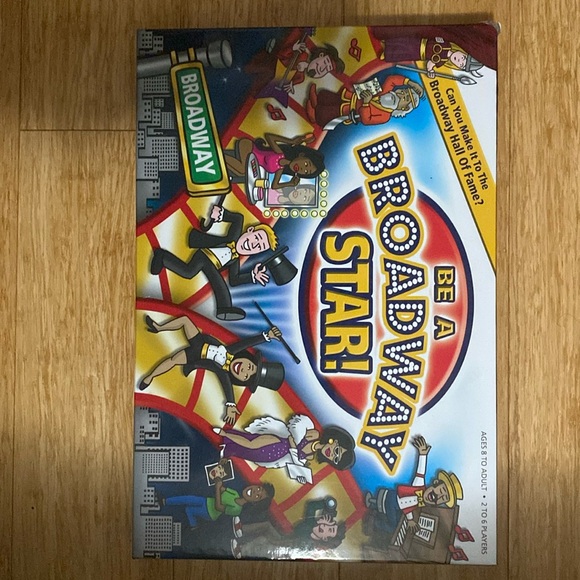 Can You Make It To The
Broadway Hall Of Fame?
BROADWAY
BE A
BROADWAY
STAR!
AGES 8 TO ADULT • 2 TO 6 PLAYERS